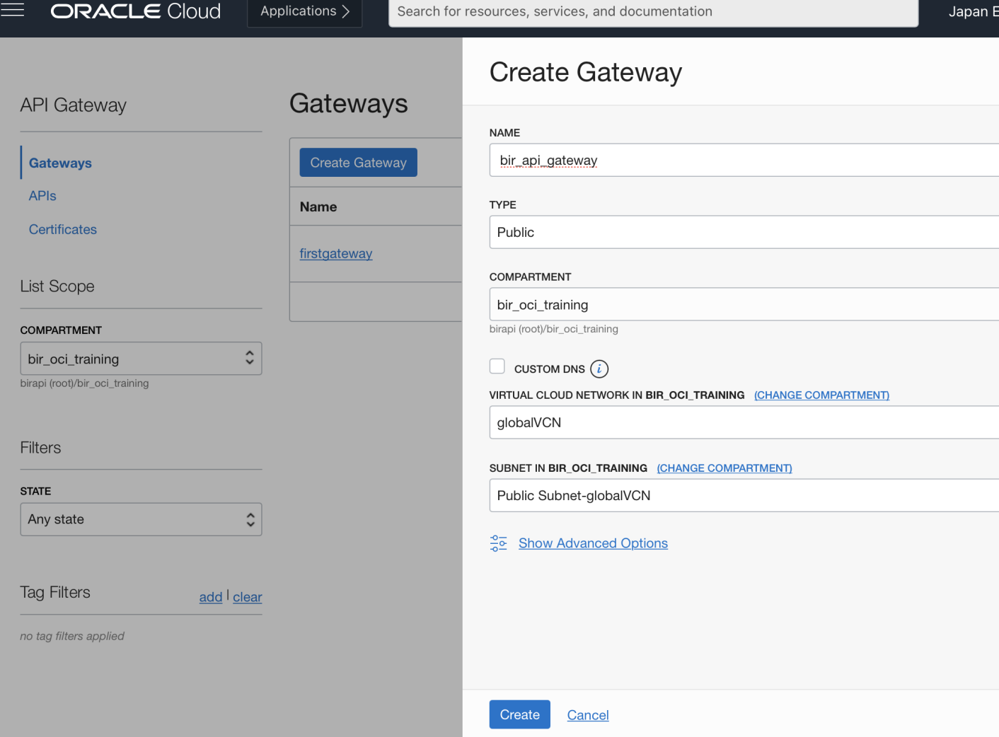 ORACLE Cloud
Applications
Search for resources, services, and documentation
Japan E
API Gateway
Gateways
APIs
Certificates
List Scope
COMPARTMENT
bir_oci_training
birapi (root)/bir_oci_training
Filters
STATE
Any state
Tag Filters
add | clear
no tag filters applied
Gateways
Create Gateway
Name
firstgateway
Create Gateway
NAME
bir_api_gateway
TYPE
Public
COMPARTMENT
bir_oci_training
birapi (root)/bir_oci_training
CUSTOM DNS i
VIRTUAL CLOUD NETWORK IN BIR_OCI_TRAINING (CHANGE COMPARTMENT)
globalVCN
SUBNET IN BIR_OCI_TRAINING (CHANGE COMPARTMENT)
Public Subnet-globalVCN
Show Advanced Options
Create Cancel